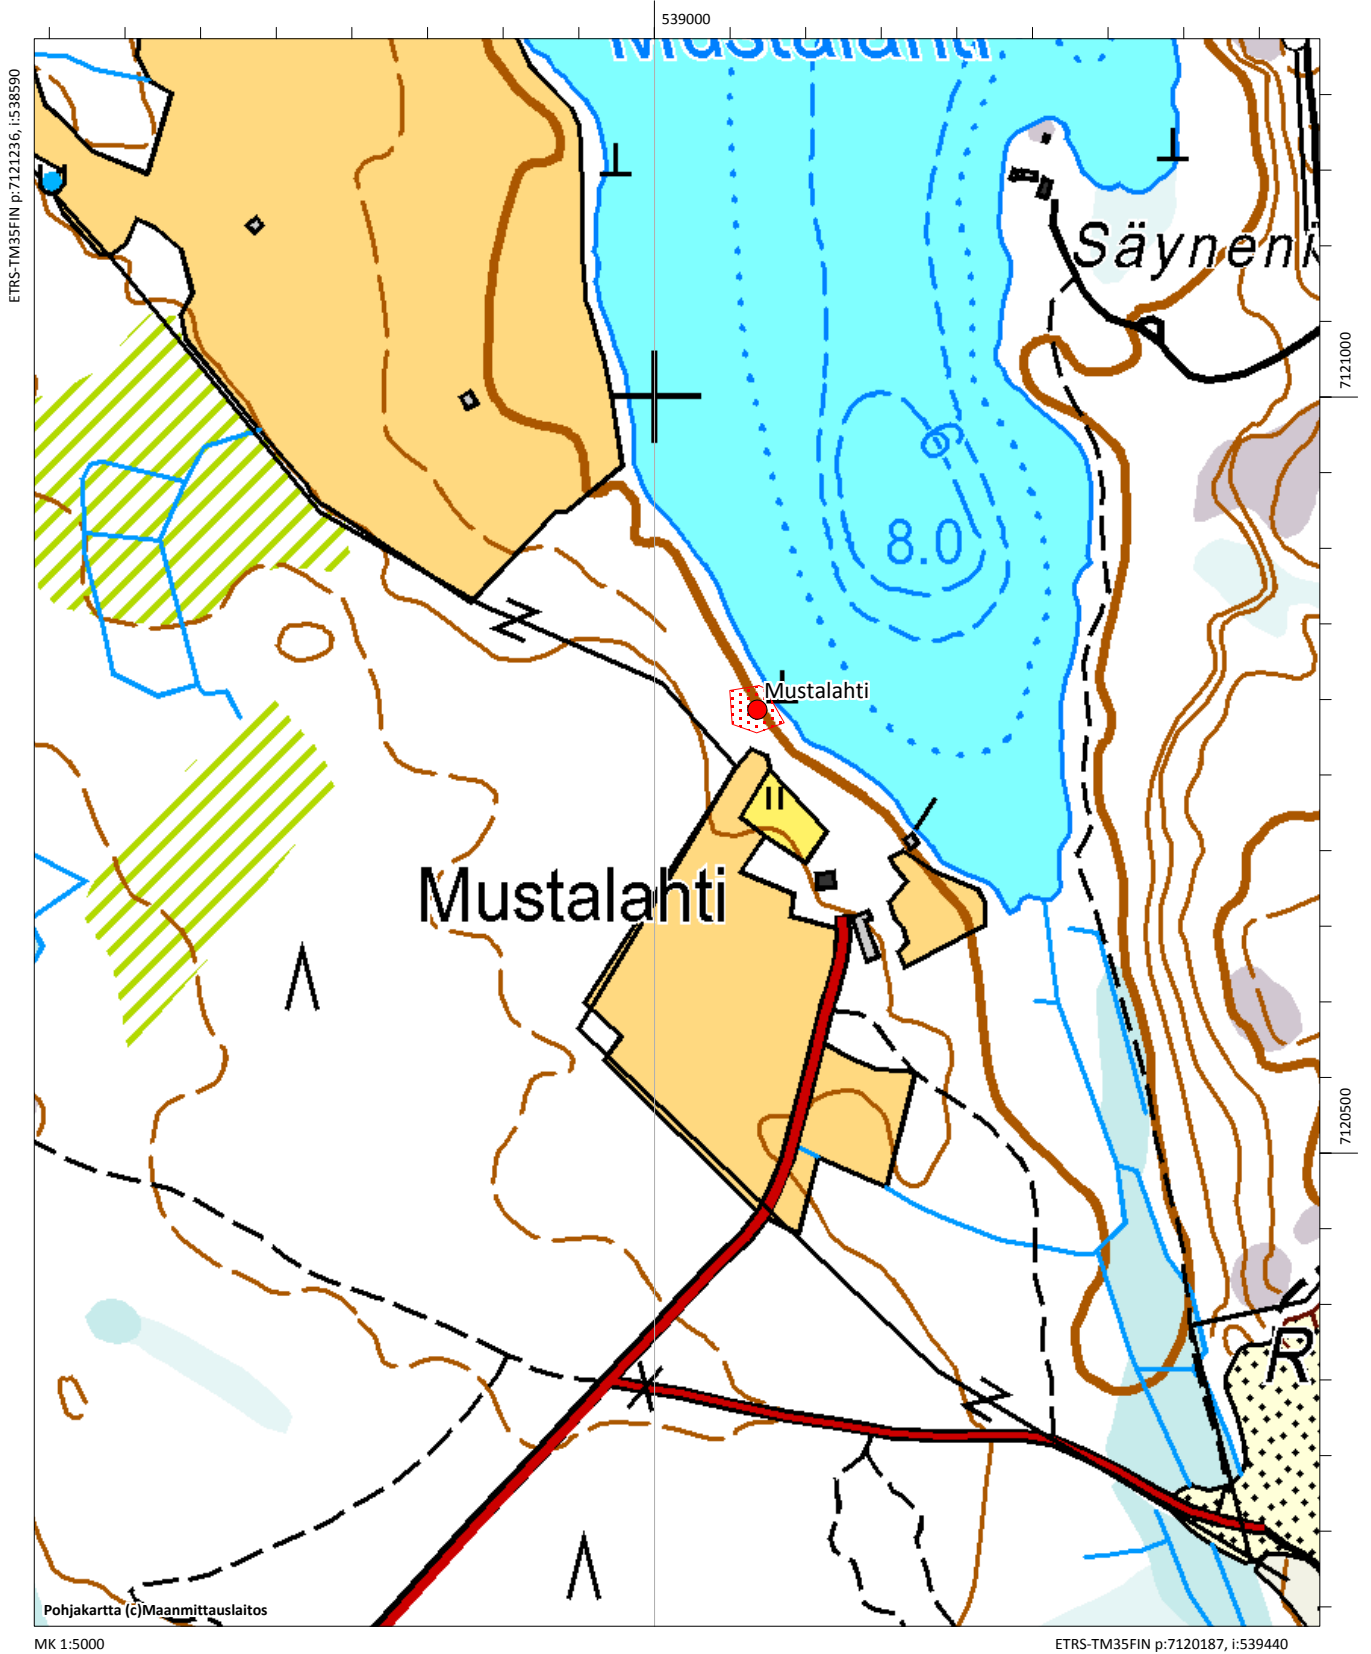 539000
ETRS-TM35FIN p:7121236, i:538590
Mustalahti
Säynen
7121000
6
8.0
Mustalahti
Mustalahti
7120500
R
Pohjakartta (c)Maanmittauslaitos
MK 1:5000
ETRS-TM35FIN p:7120187, i:539440